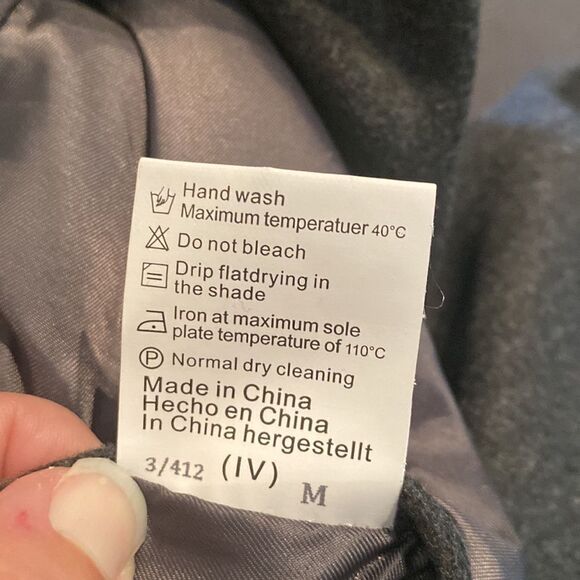 Hand wash
Maximum temperatuer 40°C
Do not bleach
Drip flatdrying in
the shade
Iron at maximum sole
plate temperature of 110°C
P Normal dry cleaning
Made in China
Hecho en China
In China hergestellt
3/412 (IV) M